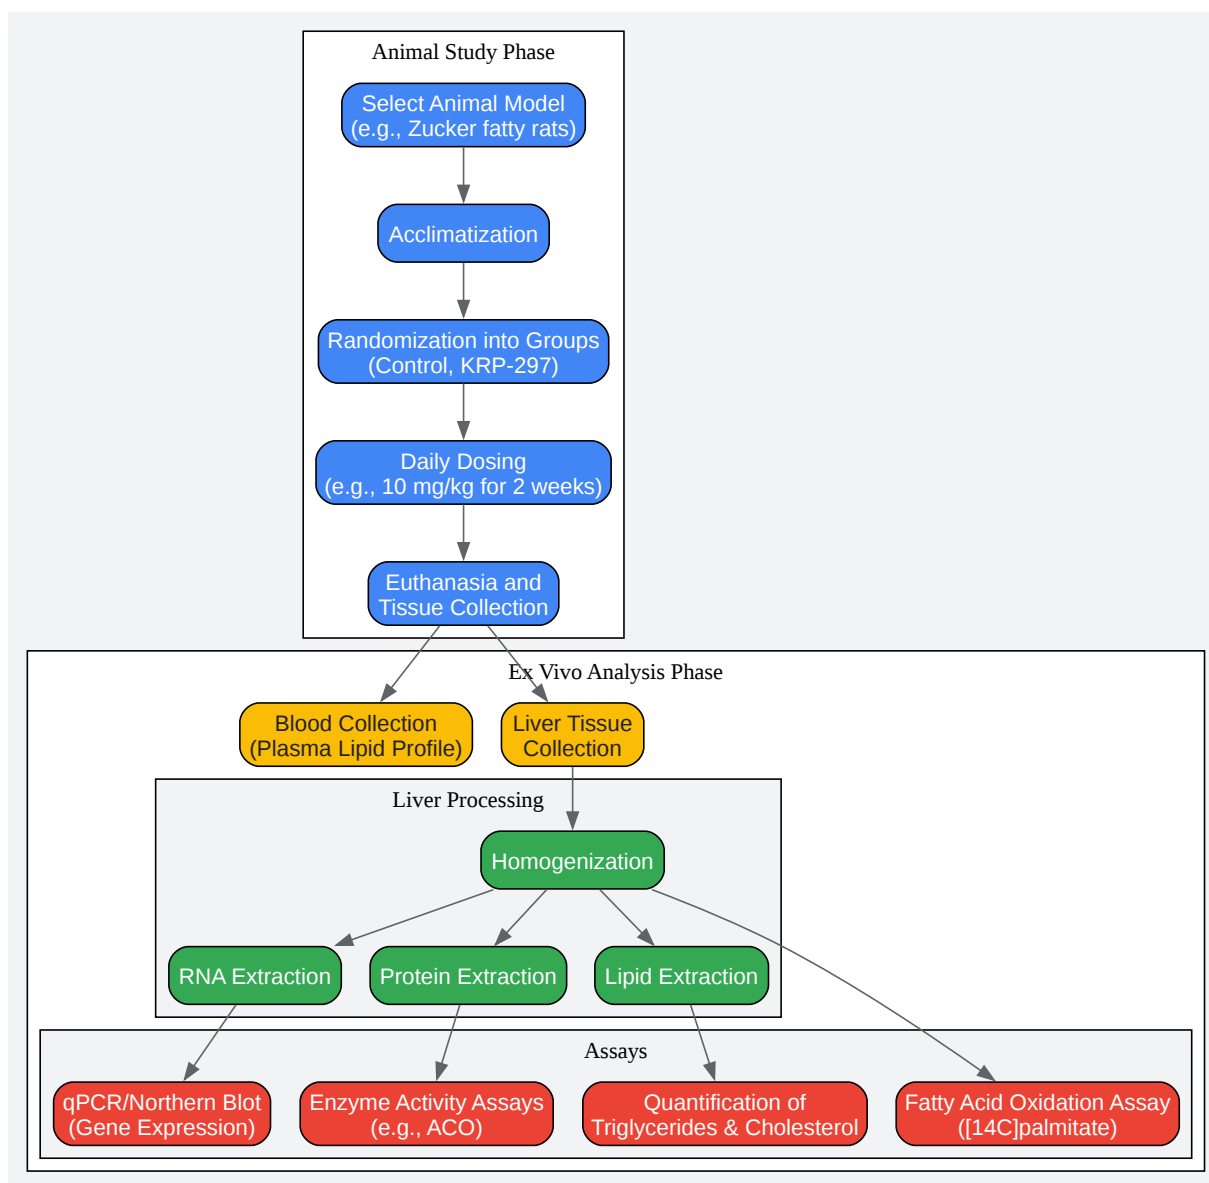 Animal Study Phase
Select Animal Model
(e.g., Zucker fatty rats)
Acclimatization
Randomization into Groups
(Control, KRP-297)
Daily Dosing
(e.g., 10 mg/kg for 2 weeks)
Euthanasia and
Tissue Collection
Ex Vivo Analysis Phase
Blood Collection
(Plasma Lipid Profile)
Liver Tissue
Collection
Liver Processing
Homogenization
RNA Extraction
Protein Extraction
Lipid Extraction
Assays
qPCR/Northern Blot
(Gene Expression)
Enzyme Activity Assays
(e.g., ACO)
Quantification of
Triglycerides & Cholesterol
Fatty Acid Oxidation Assay
([14C]palmitate)